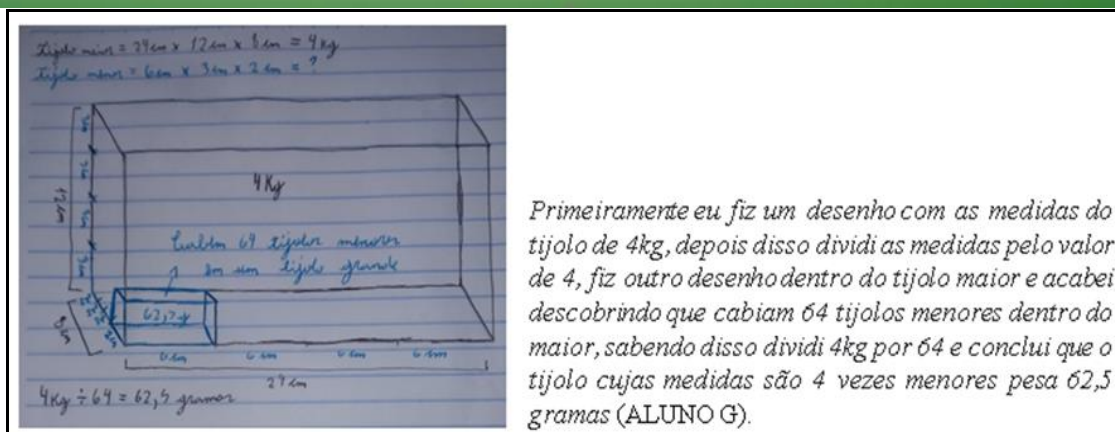 Tijolo maior = 24cm x 12cm x 8cm = 4kg
Tijolo menor = 6cm x 3cm x 2cm = ?
3cm
3cm
3cm
3cm
12cm
4Kg
Cabem 64 tijolos menores
em um tijolo grande
62,5g
2cm
8cm
6cm 6cm 6cm 6cm
24cm
4Kg ÷ 64 = 62,5 gramas
Primeiramente eu fiz um desenho com as medidas do
tijolo de 4kg, depois disso dividi as medidas pelo valor
de 4, fiz outro desenho dentro do tijolo maior e acabei
descobrindo que cabiam 64 tijolos menores dentro do
maior, sabendo disso dividi 4kg por 64 e conclui que o
tijolo cujas medidas são 4 vezes menores pesa 62,5
gramas (ALUNO G).